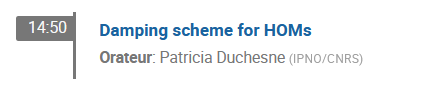 14:50
Damping scheme for HOMs
Orateur: Patricia Duchesne (IPNO/CNRS)